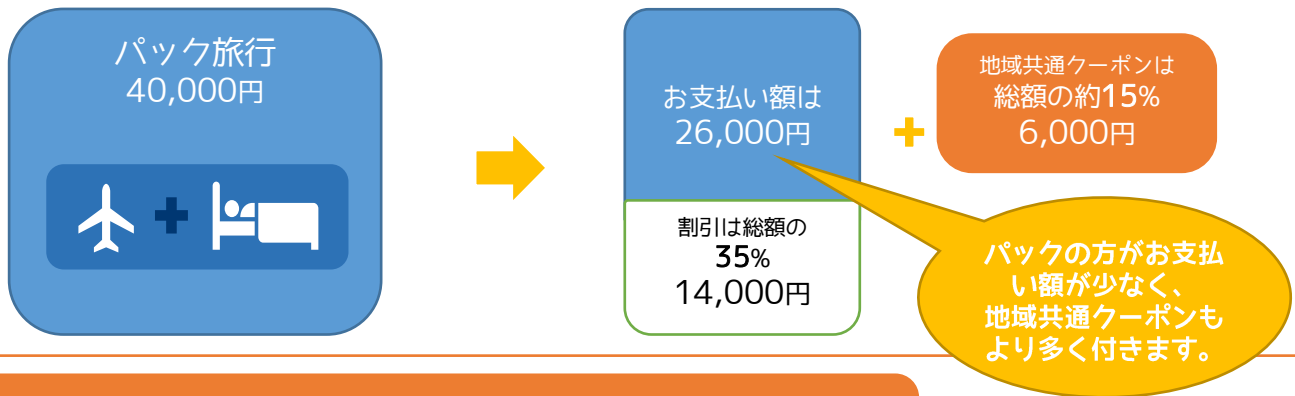 パック旅行
40,000円
お支払い額は
26,000円
割引は総額の
35%
14,000円
地域共通クーポンは
総額の約15%
6,000円
パックの方がお支払
い額が少なく、
地域共通クーポンも
より多く付きます。